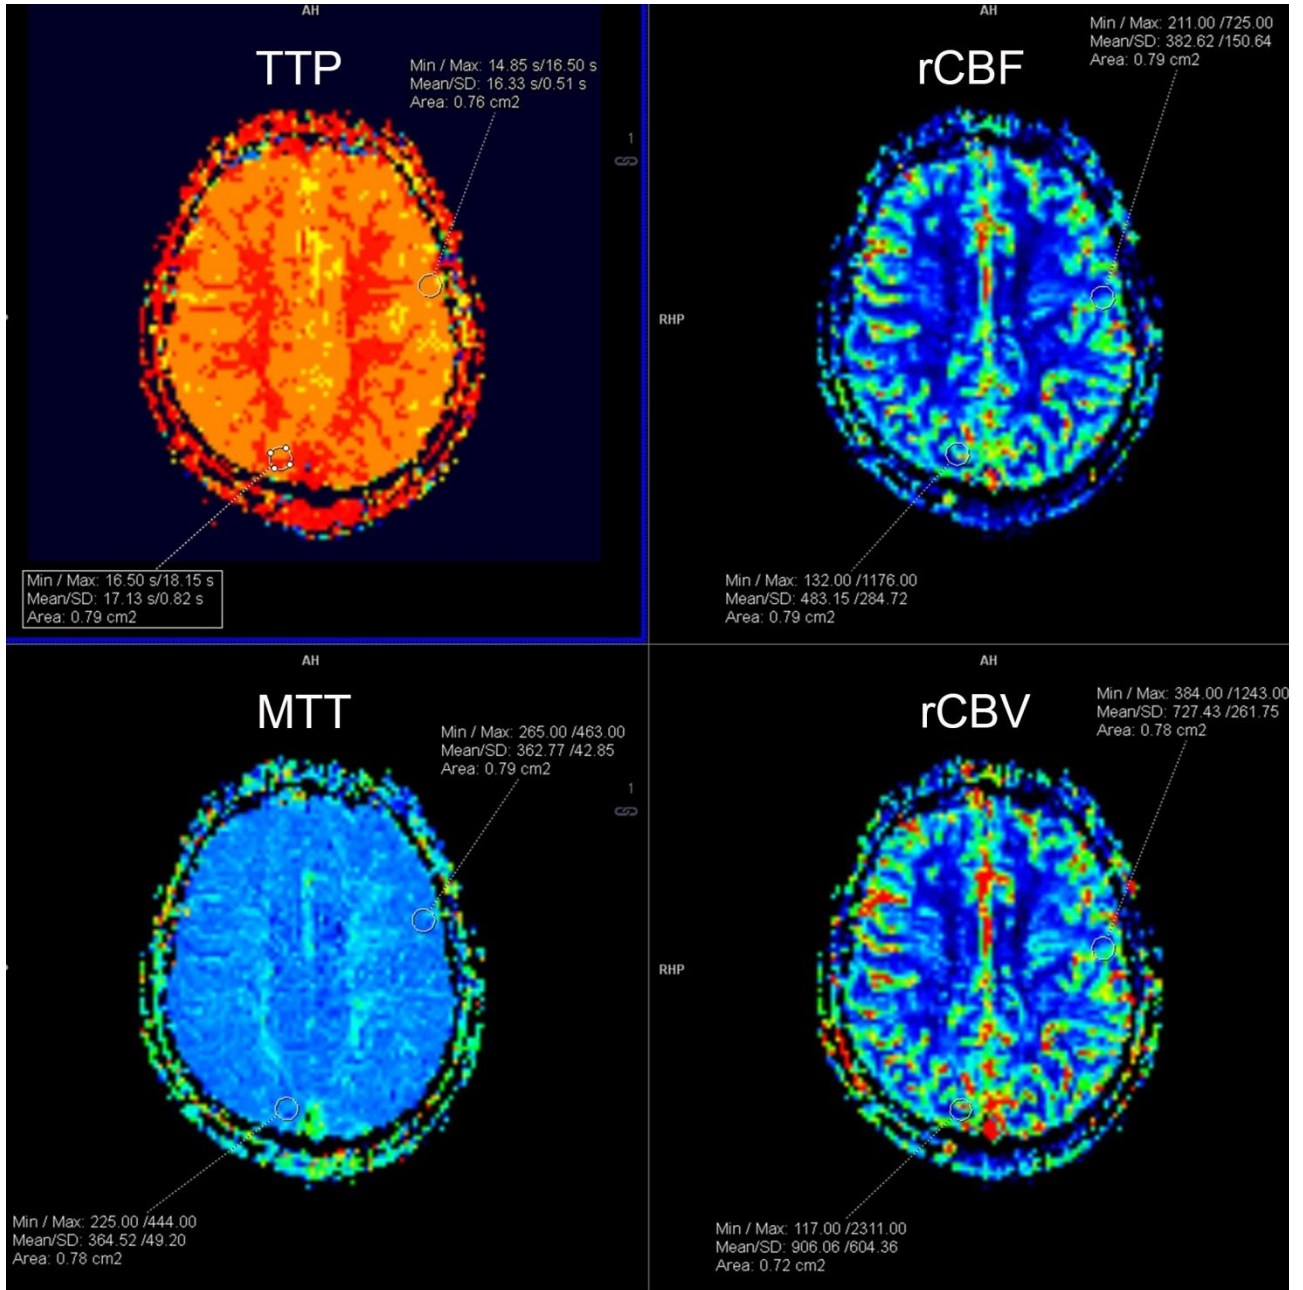 AH
TTP
Min / Max: 14.85 s/16.50 s
Mean/SD: 16.33 s/0.51 s
Area: 0.76 cm2
1
Min / Max: 16.50 s/18.15 s
Mean/SD: 17.13 s/0.82 s
Area: 0.79 cm2
AH
rCBF
Min / Max: 211.00 /725.00
Mean/SD: 382.62 /150.64
Area: 0.79 cm2
RHP
Min / Max: 132.00 /1176.00
Mean/SD: 483.15 /284.72
Area: 0.79 cm2
AH
MTT
Min / Max: 265.00 /463.00
Mean/SD: 362.77 /42.85
Area: 0.79 cm2
1
Min / Max: 225.00 /444.00
Mean/SD: 364.52 /49.20
Area: 0.78 cm2
AH
rCBV
Min / Max: 384.00 /1243.00
Mean/SD: 727.43 /261.75
Area: 0.78 cm2
RHP
Min / Max: 117.00 /2311.00
Mean/SD: 906.06 /604.36
Area: 0.72 cm2